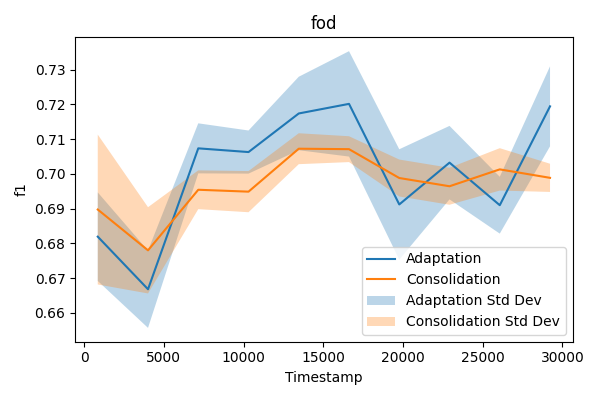 fod
f1
0.73
0.72
0.71
0.70
0.69
0.68
0.67
0.66
Adaptation
Consolidation
Adaptation Std Dev
Consolidation Std Dev
0 5000 10000 15000 20000 25000 30000
Timestamp